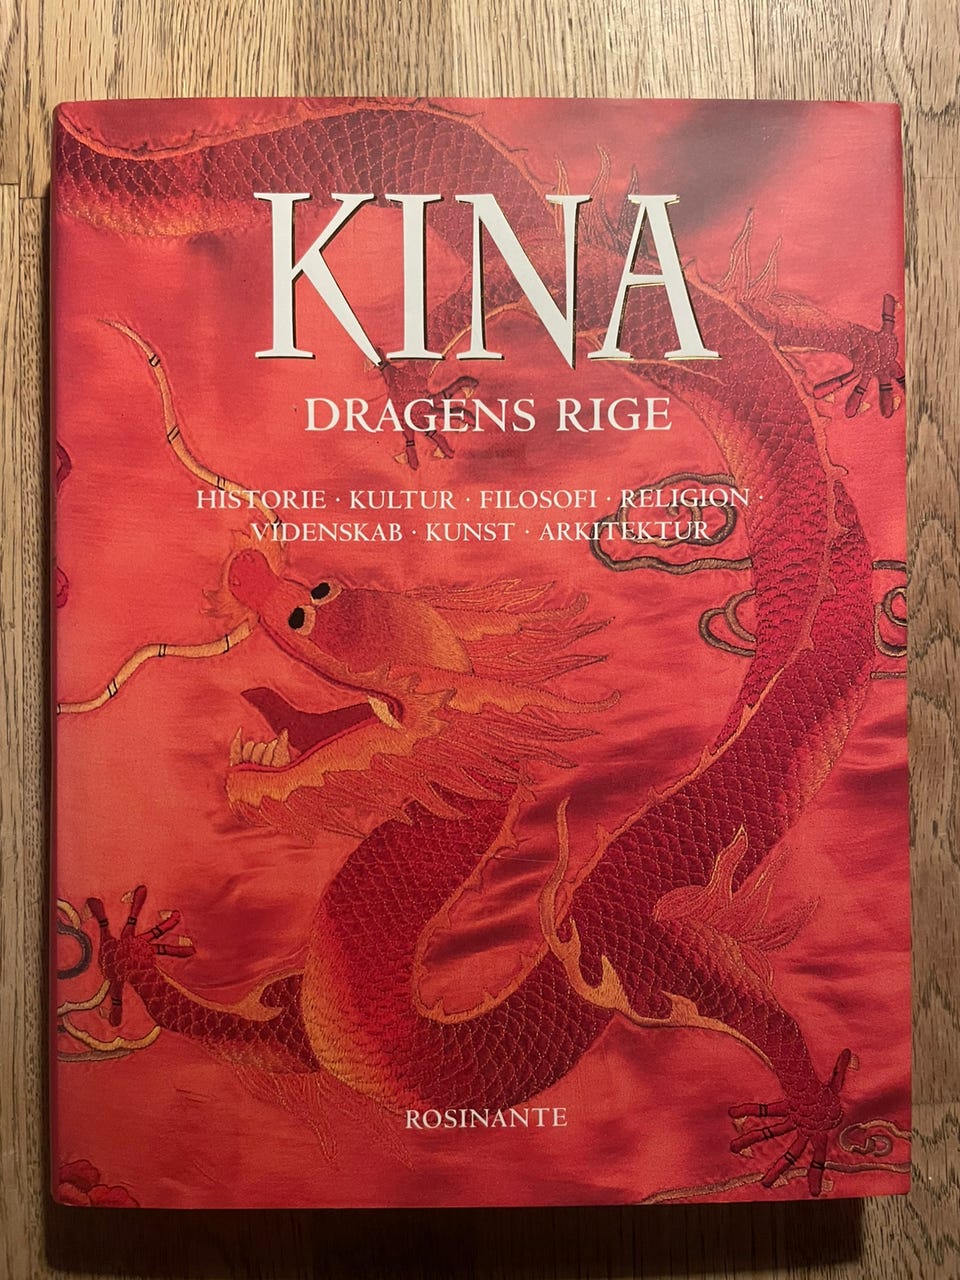 KINA
DRAGENS RIGE
HISTORIE · KULTUR · FILOSOFI · RELIGION ·
VIDENSKAB · KUNST · ARKITEKTUR
ROSINANTE